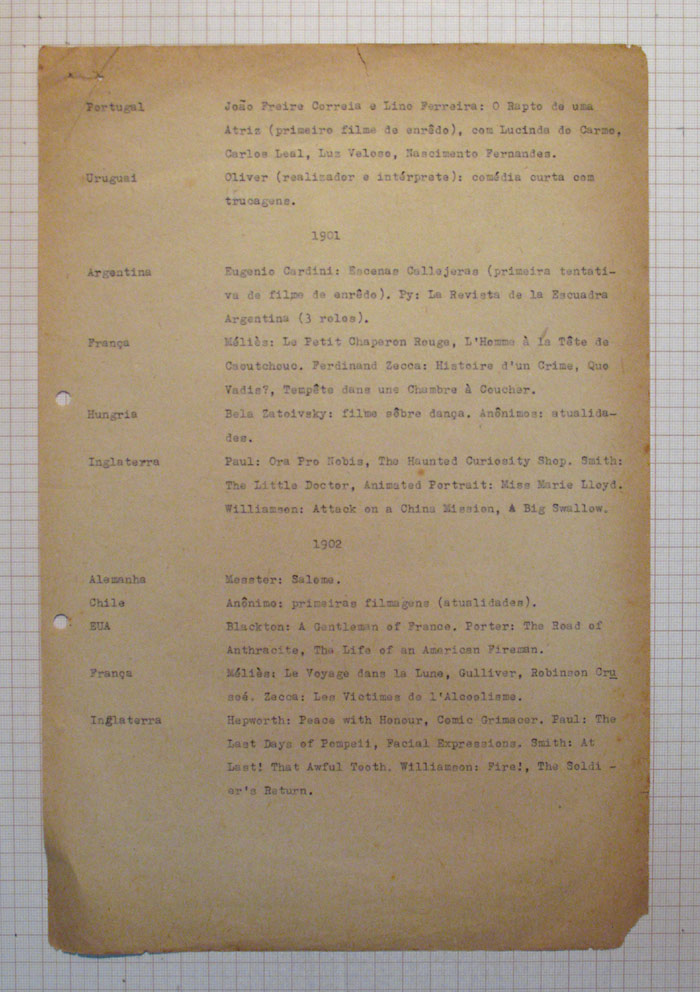 Portugal João Freire Correia e Lino Ferreira: O Rapto de uma
Atriz (primeiro filme de enrêdo), com Lucinda do Carmo,
Carlos Leal, Luz Veloso, Nascimento Fernandes.
Uruguai Oliver (realizador e intérprete): comédia curta com
trucagens.
1901
Argentina Eugenio Cardini: Escenas Callejeras (primeira tentati-
va de filme de enrêdo). Py: La Revista de la Escuadra
Argentina (3 rolos).
França Méliès: Le Petit Chaperon Rouge, L'Homme à la Tête de
Caoutchouc. Ferdinand Zecca: Histoire d'un Crime, Quo
Vadis?, Tempête dans une Chambre à Coucher.
Hungria Bela Zatoivsky: filme sôbre dança. Anônimos: atualida-
des.
Inglaterra Paul: Ora Pro Nobis, The Haunted Curiosity Shop. Smith:
The Little Doctor, Animated Portrait: Miss Marie Lloyd.
Williamson: Attack on a China Mission, A Big Swallow.
1902
Alemanha Messter: Salome.
Chile Anônimo: primeiras filmagens (atualidades).
EUA Blackton: A Gentleman of France. Porter: The Road of
Anthracite, The Life of an American Fireman.
França Méliès: Le Voyage dans la Lune, Gulliver, Robinson Cru
soé. Zecca: Les Victimes de l'Alcoolisme.
Inglaterra Hepworth: Peace with Honour, Comic Grimacer. Paul: The
Last Days of Pompeii, Facial Expressions. Smith: At
Last! That Awful Tooth. Williamson: Fire!, The Soldi -
er's Return.